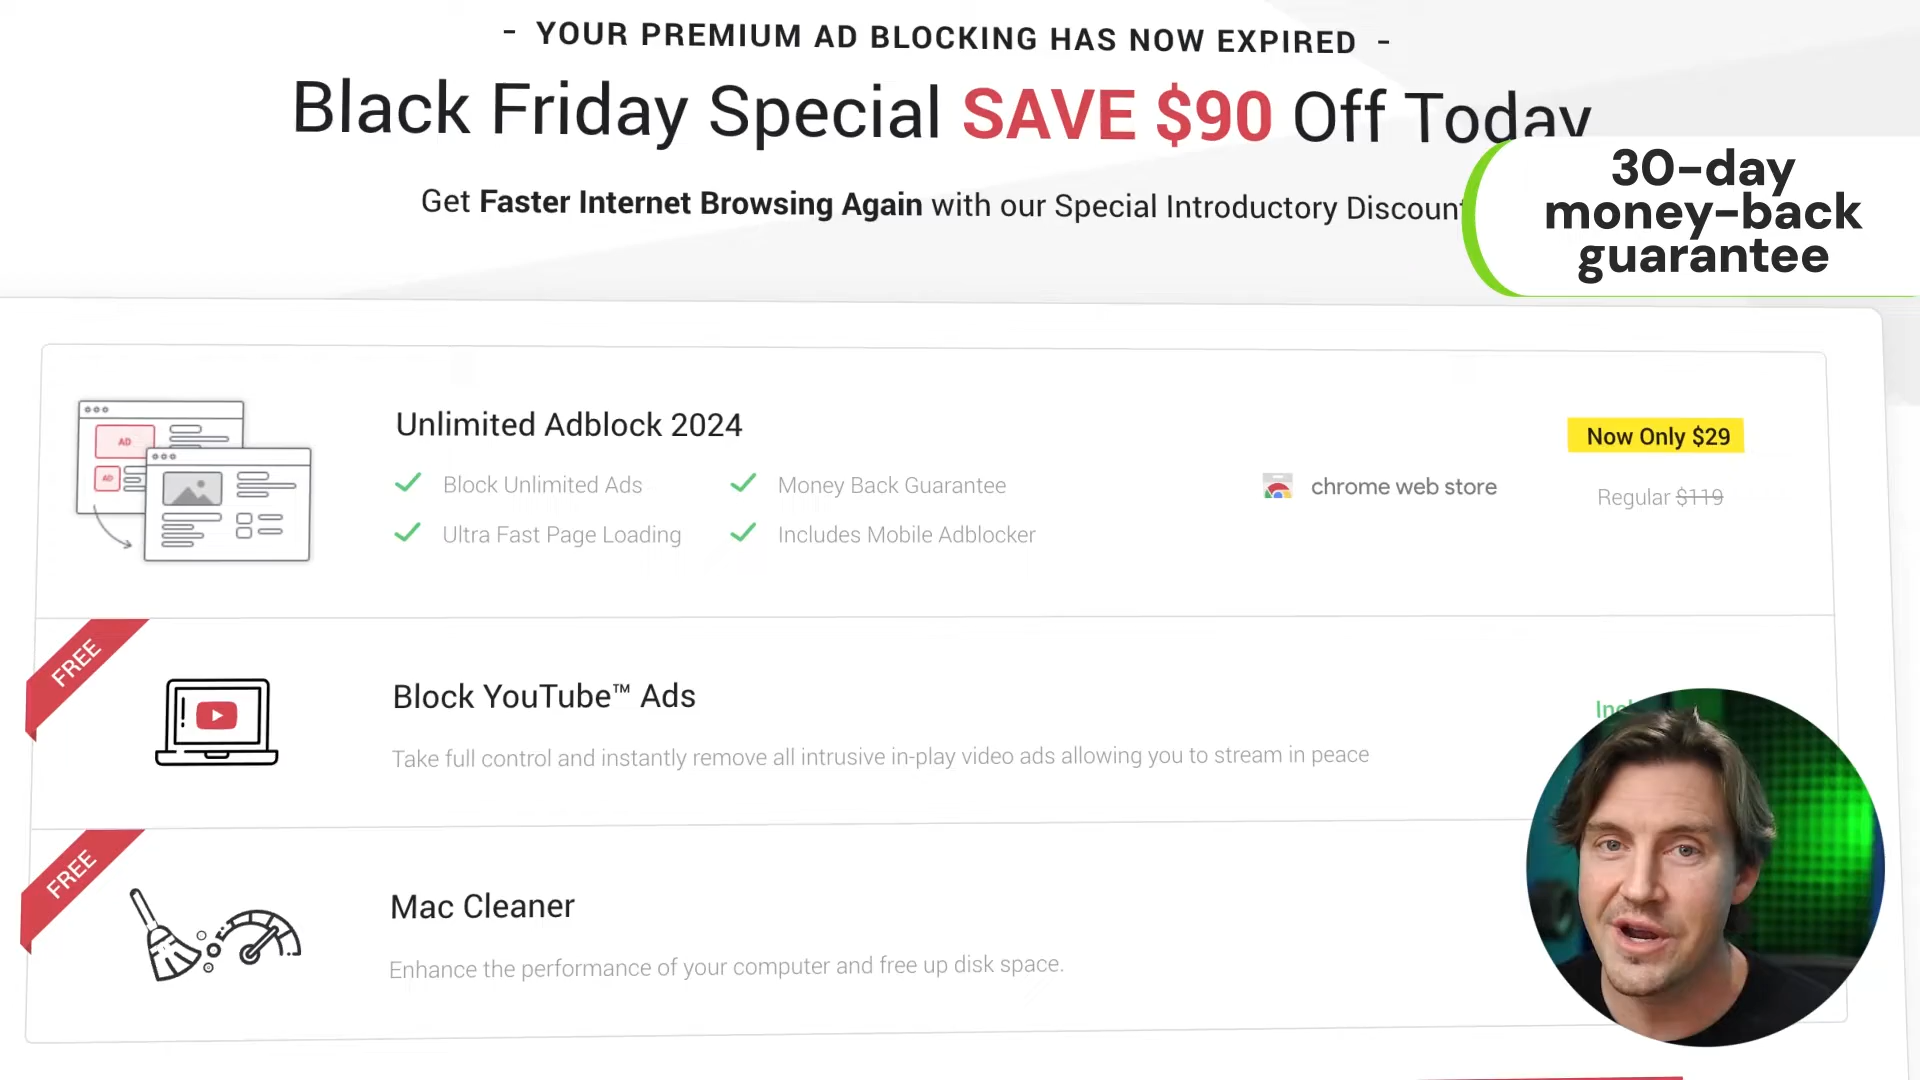 - YOUR PREMIUM AD BLOCKING HAS NOW EXPIRED -
Black Friday Special SAVE $90 Off Today
Get Faster Internet Browsing Again with our Special Introductory Discount
30-day
money-back
guarantee
Unlimited Adblock 2024
Now Only $29
Block Unlimited Ads
Money Back Guarantee
chrome web store
Regular $119
Ultra Fast Page Loading
Includes Mobile Adblocker
AD
AD
FREE
Block YouTube™ Ads
Take full control and instantly remove all intrusive in-play video ads allowing you to stream in peace
FREE
Mac Cleaner
Enhance the performance of your computer and free up disk space.